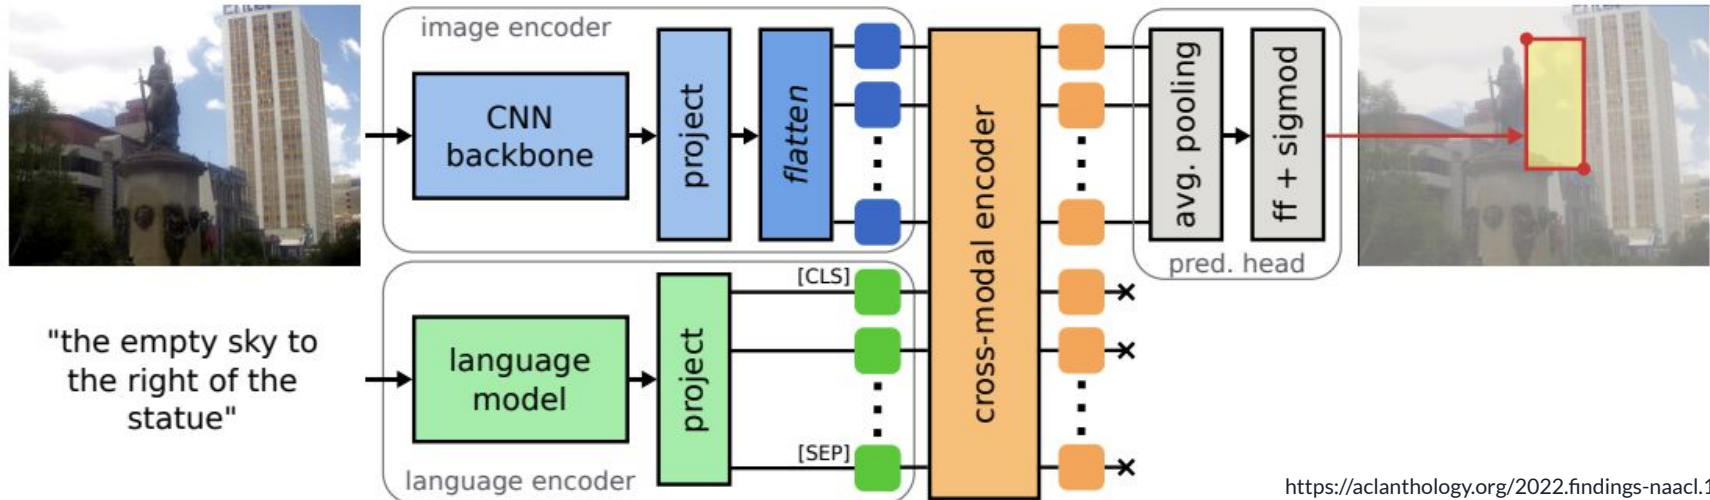 image encoder
CNN
backbone
project
flatten
cross-modal encoder
avg. pooling
ff + sigmod
pred. head
"the empty sky to
the right of the
statue"
language
model
project
[CLS]
[SEP]
language encoder
https://aclanthology.org/2022.findings-naacl.1